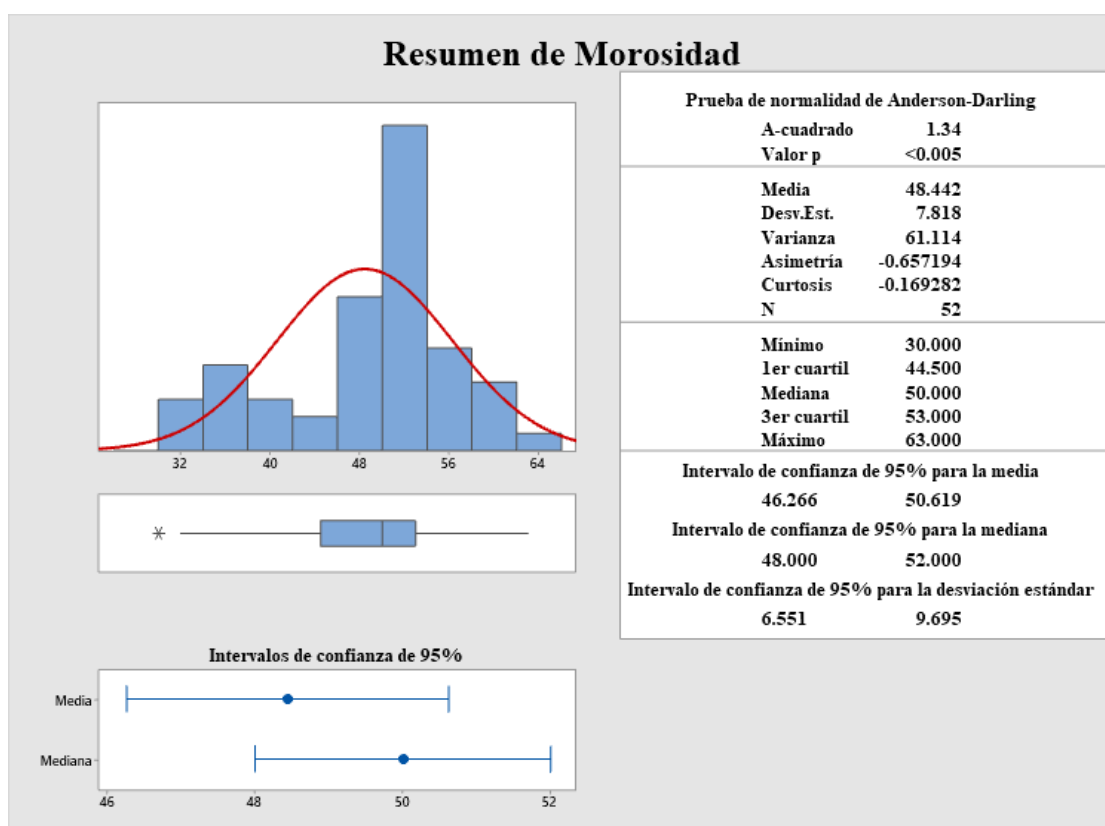 Resumen de Morosidad
32 40 48 56 64
Prueba de normalidad de Anderson-Darling
A-cuadrado 1.34
Valor p <0.005
Media 48.442
Desv.Est. 7.818
Varianza 61.114
Asimetría -0.657194
Curtosis -0.169282
N 52
Mínimo 30.000
1er cuartil 44.500
Mediana 50.000
3er cuartil 53.000
Máximo 63.000
Intervalo de confianza de 95% para la media
46.266 50.619
Intervalo de confianza de 95% para la mediana
48.000 52.000
Intervalo de confianza de 95% para la desviación estándar
6.551 9.695
Intervalos de confianza de 95%
Media
Mediana
46 48 50 52